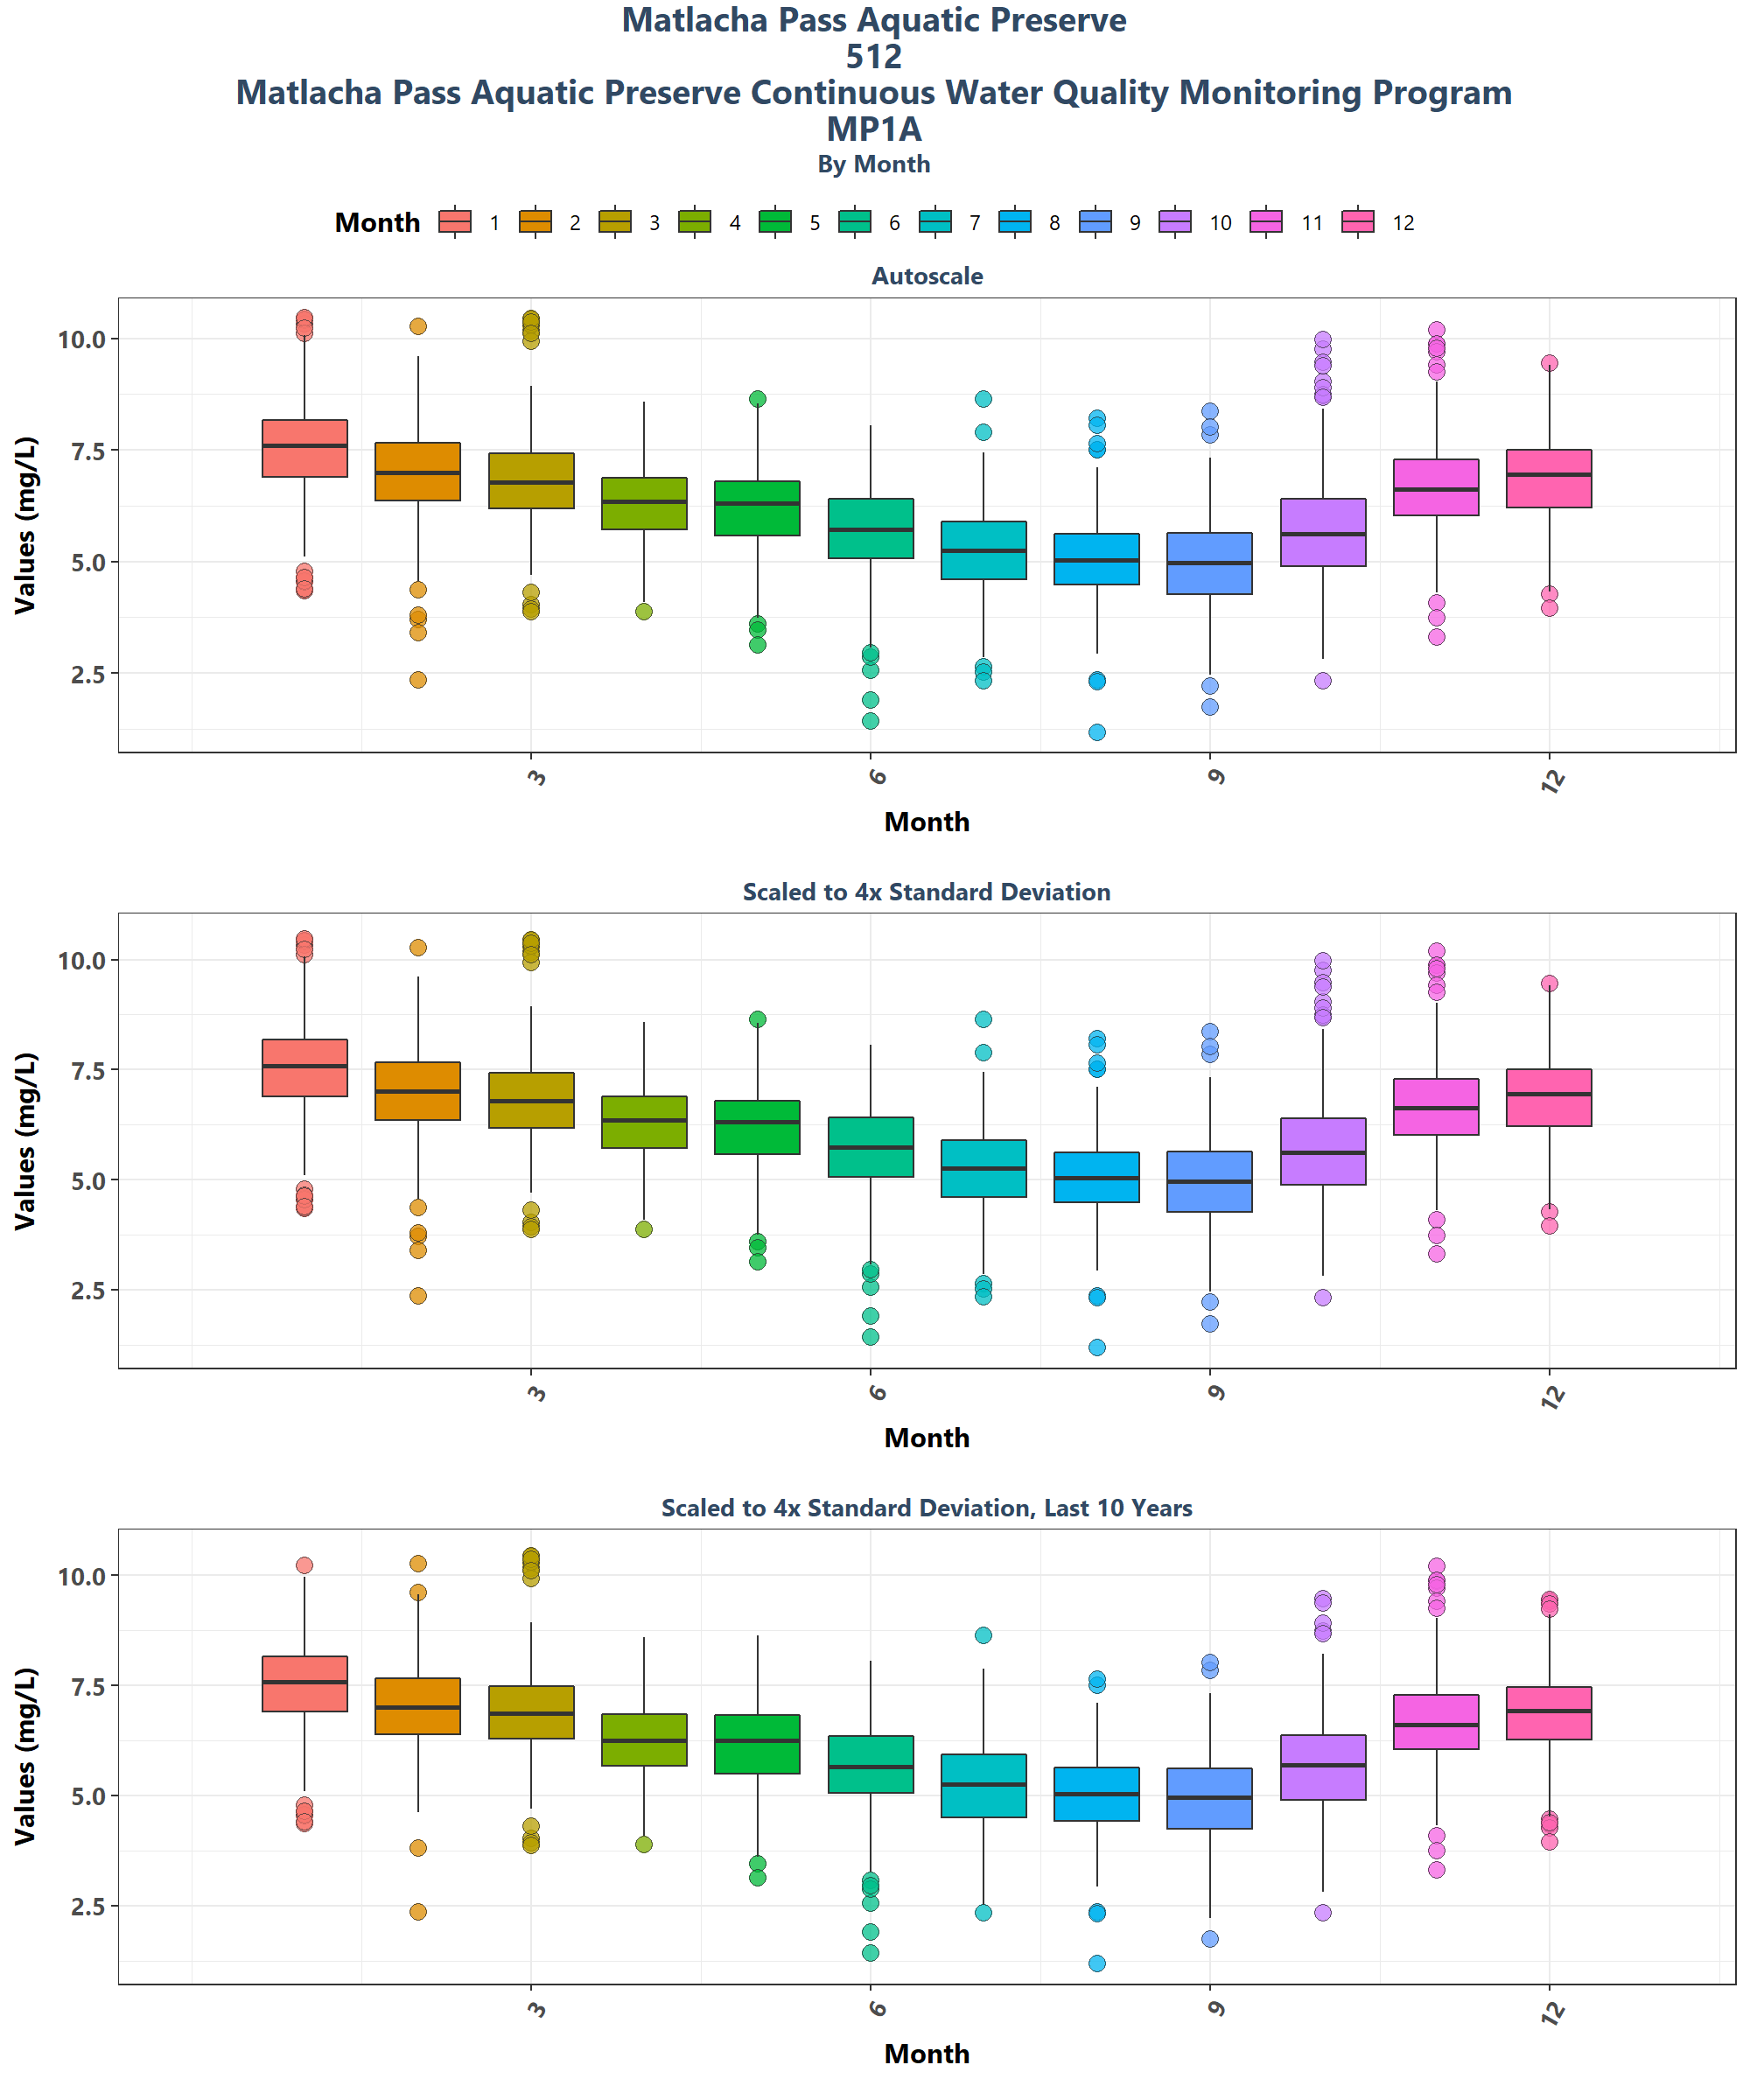 Matlacha Pass Aquatic Preserve
512
Matlacha Pass Aquatic Preserve Continuous Water Quality Monitoring Program
MP1A
By Month
Month 1 2 3 4 5 6 7 8 9 10 11 12
Autoscale
Values (mg/L)
10.0
7.5
5.0
2.5
3 6 9 12
Month
Scaled to 4x Standard Deviation
Values (mg/L)
10.0
7.5
5.0
2.5
3 6 9 12
Month
Scaled to 4x Standard Deviation, Last 10 Years
Values (mg/L)
10.0
7.5
5.0
2.5
3 6 9 12
Month